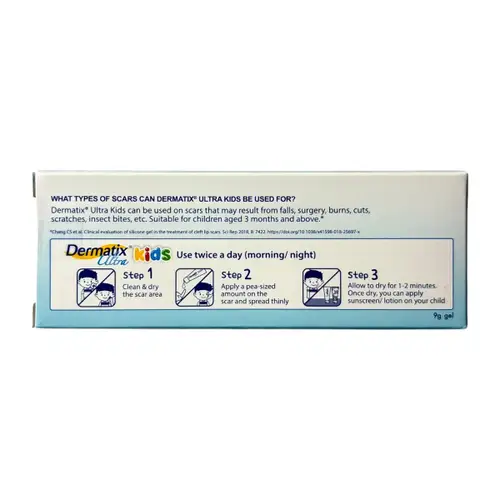 WHAT TYPES OF SCARS CAN DERMATIX® ULTRA KIDS BE USED FOR?
Dermatix® Ultra Kids can be used on scars that may result from falls, surgery, burns, cuts,
scratches, insect bites, etc. Suitable for children aged 3 months and above.*
*Chang CS et al. Clinical evaluation of silicone gel in the treatment of cleft lip scars. Sci Rep. 2018, 8: 7422.
Dermatix® Ultra Kids Use twice a day (morning/ night)
Step 1
Clean & dry
the scar area
Step 2
Apply a pea-sized
amount on the
scar and spread thinly
Step 3
Allow to dry for 1-2 minutes.
Once dry, you can apply
sunscreen/ lotion on your child
9g gel